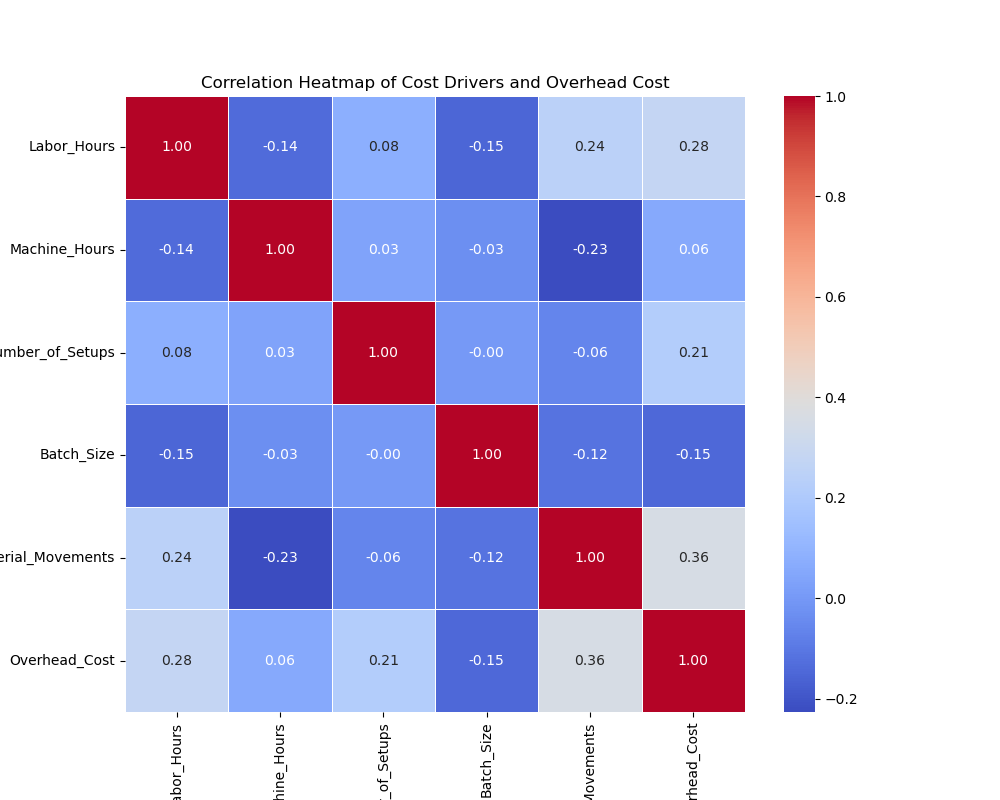 Correlation Heatmap of Cost Drivers and Overhead Cost
Labor_Hours 1.00 -0.14 0.08 -0.15 0.24 0.28
Machine_Hours -0.14 1.00 0.03 -0.03 -0.23 0.06
umber_of_Setups 0.08 0.03 1.00 -0.00 -0.06 0.21
Batch_Size -0.15 -0.03 -0.00 1.00 -0.12 -0.15
erial_Movements 0.24 -0.23 -0.06 -0.12 1.00 0.36
Overhead_Cost 0.28 0.06 0.21 -0.15 0.36 1.00
abor_Hours
hine_Hours
_of_Setups
Batch_Size
Movements
rhead_Cost
1.0
0.8
0.6
0.4
0.2
0.0
−0.2